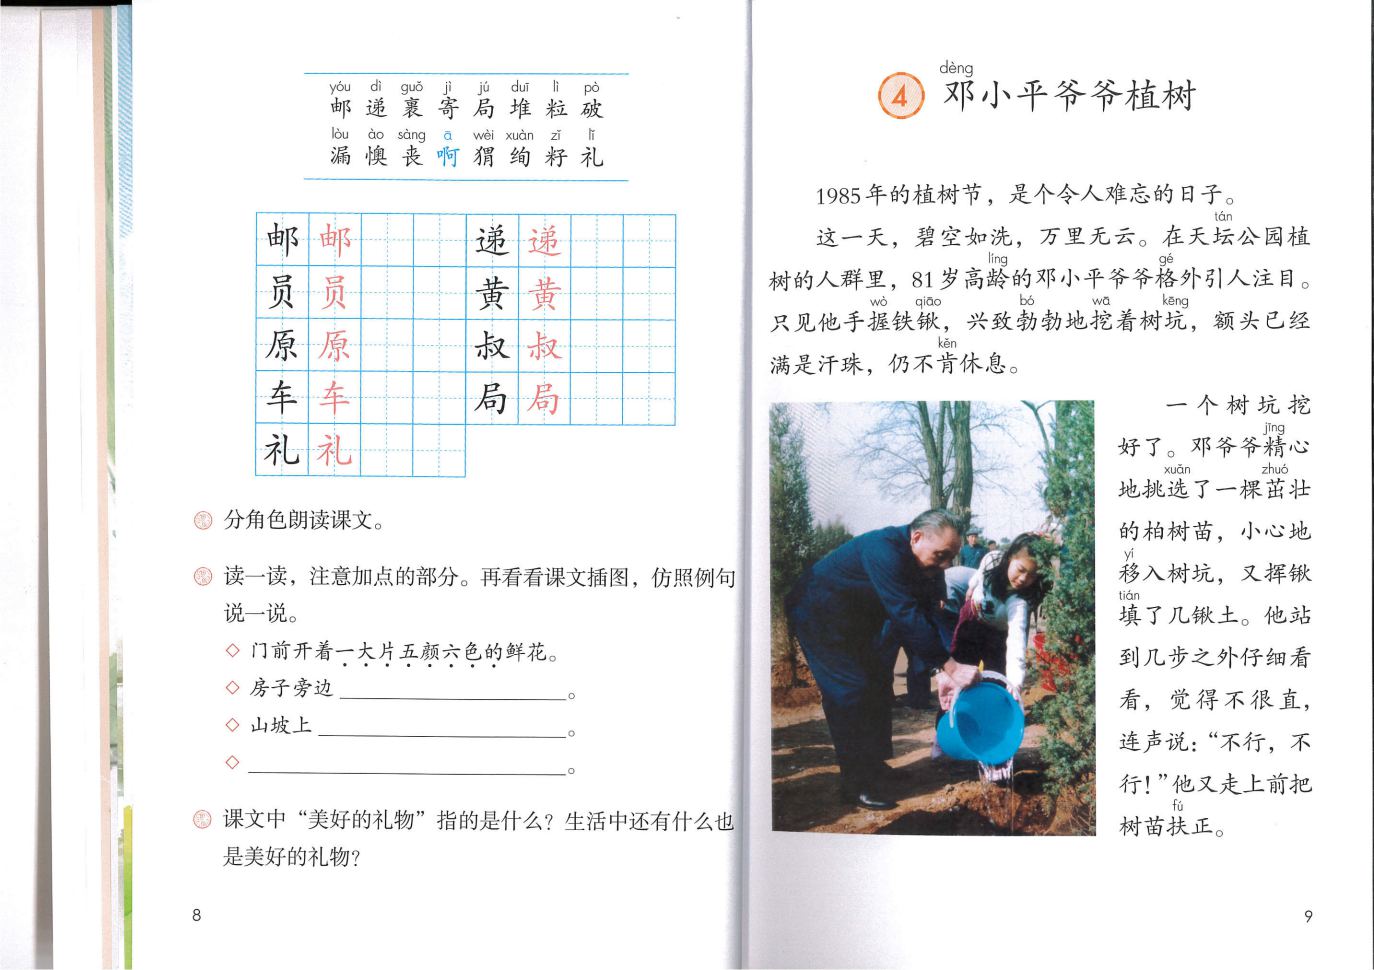 yóu dì guǒ jì jú duī lì pò
邮 递 裹 寄 局 堆 粒 破
lòu ào sàng ā wèi xuàn zǐ lǐ
漏 懊 丧 啊 猬 绚 籽 礼
邮 邮 递 递
员 员 黄 黄
原 原 叔 叔
车 车 局 局
礼 礼
分角色朗读课文。
读一读，注意加点的部分。再看看课文插图，仿照例句
说一说。
◇ 门前开着一大片五颜六色的鲜花。
◇ 房子旁边 ____________________。
◇ 山坡上 ____________________。
◇ ____________________。
课文中“美好的礼物”指的是什么？生活中还有什么也
是美好的礼物？
8
dèng
4 邓小平爷爷植树
1985年的植树节，是个令人难忘的日子。
tán
这一天，碧空如洗，万里无云。在天坛公园植
líng gé
树的人群里，81岁高龄的邓小平爷爷格外引人注目。
wò qiāo bó wā kēng
只见他手握铁锹，兴致勃勃地挖着树坑，额头已经
kěn
满是汗珠，仍不肯休息。
一个树坑挖
jīng
好了。邓爷爷精心
xuǎn zhuó
地挑选了一棵茁壮
的柏树苗，小心地
yí
移入树坑，又挥锹
tián
填了几锹土。他站
到几步之外仔细看
看，觉得不很直，
连声说：“不行，不
行！”他又走上前把
fú
树苗扶正。
9